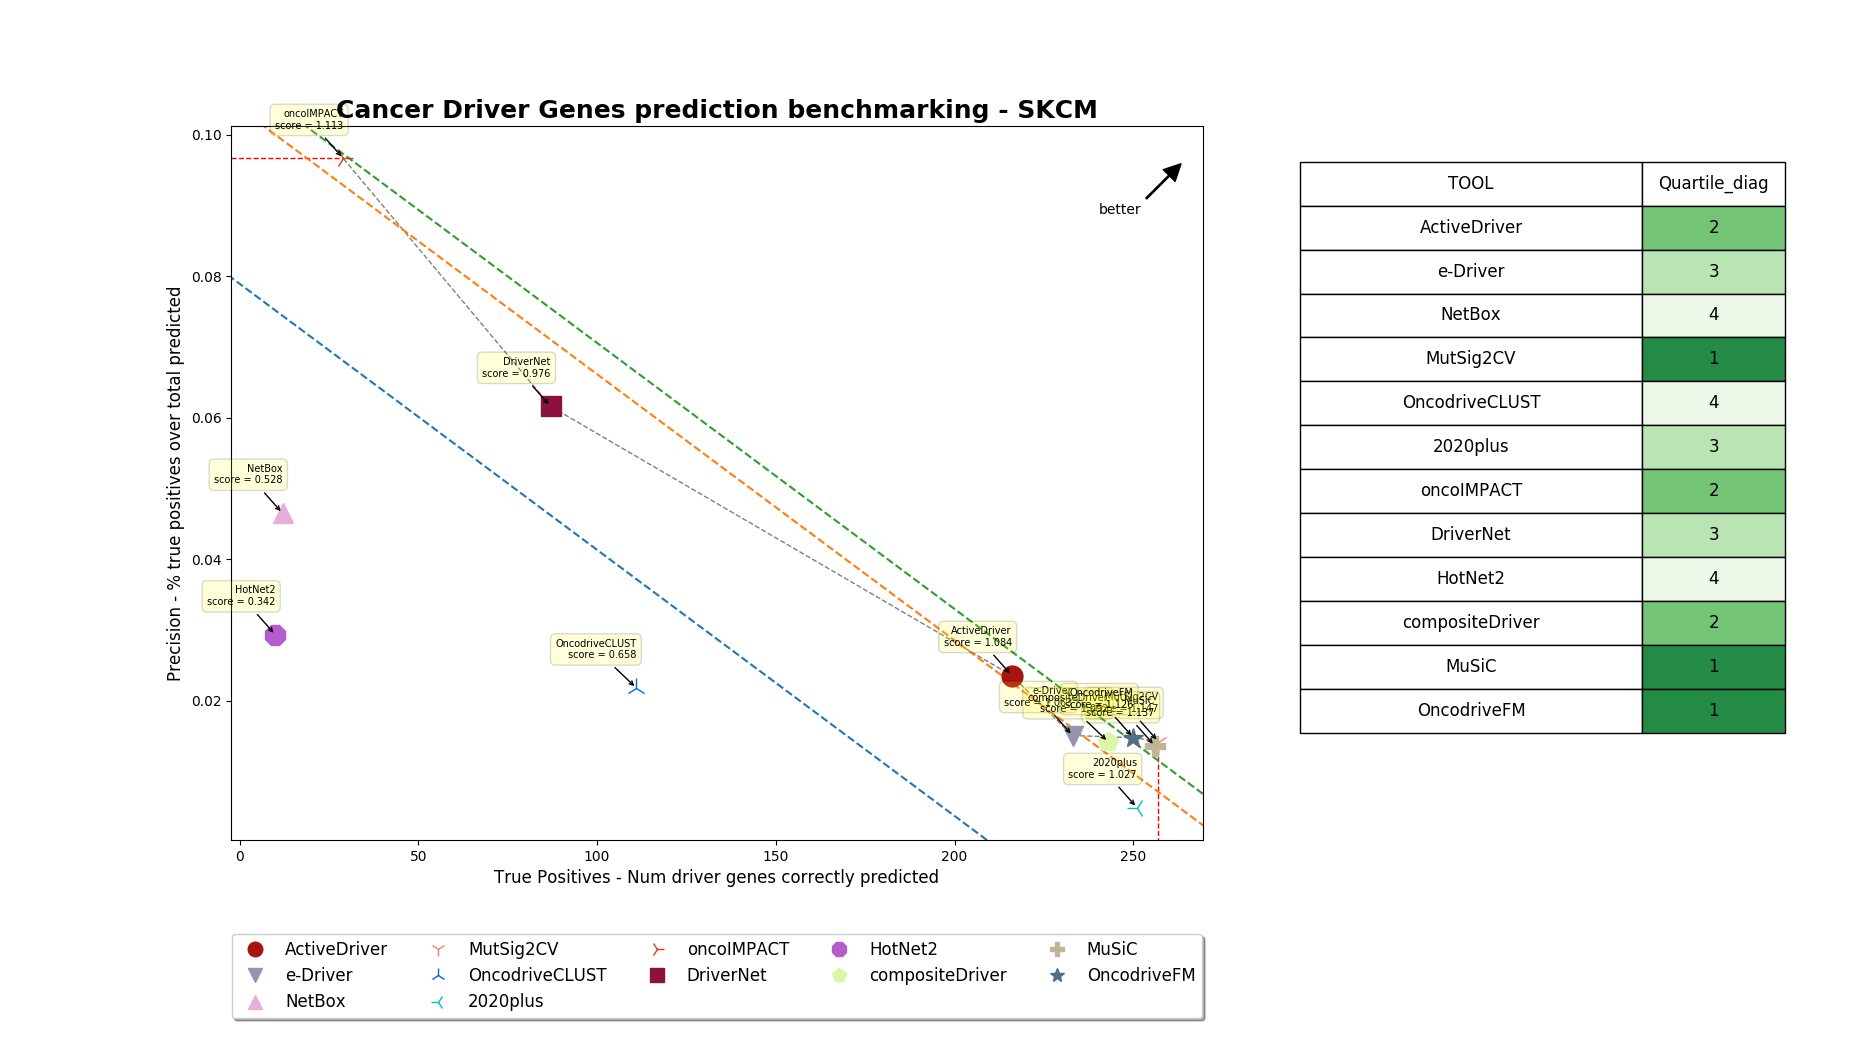 Cancer Driver Genes prediction benchmarking - SKCM
oncoIMPACT
score = 1.113
0.10
0.08
0.06
0.04
0.02
Precision - % true positives over total predicted
better
DriverNet
score = 0.976
NetBox
score = 0.528
HotNet2
score = 0.342
OncodriveCLUST
score = 0.658
ActiveDriver
score = 1.084
e-Driver
OncodriveFM
compositeDriver
2020plus
score = 1.027
0
50
100
150
200
250
True Positives - Num driver genes correctly predicted
ActiveDriver
e-Driver
NetBox
MutSig2CV
OncodriveCLUST
2020plus
oncoIMPACT
DriverNet
HotNet2
compositeDriver
MuSiC
OncodriveFM
TOOL Quartile_diag
ActiveDriver 2
e-Driver 3
NetBox 4
MutSig2CV 1
OncodriveCLUST 4
2020plus 3
oncoIMPACT 2
DriverNet 3
HotNet2 4
compositeDriver 2
MuSiC 1
OncodriveFM 1